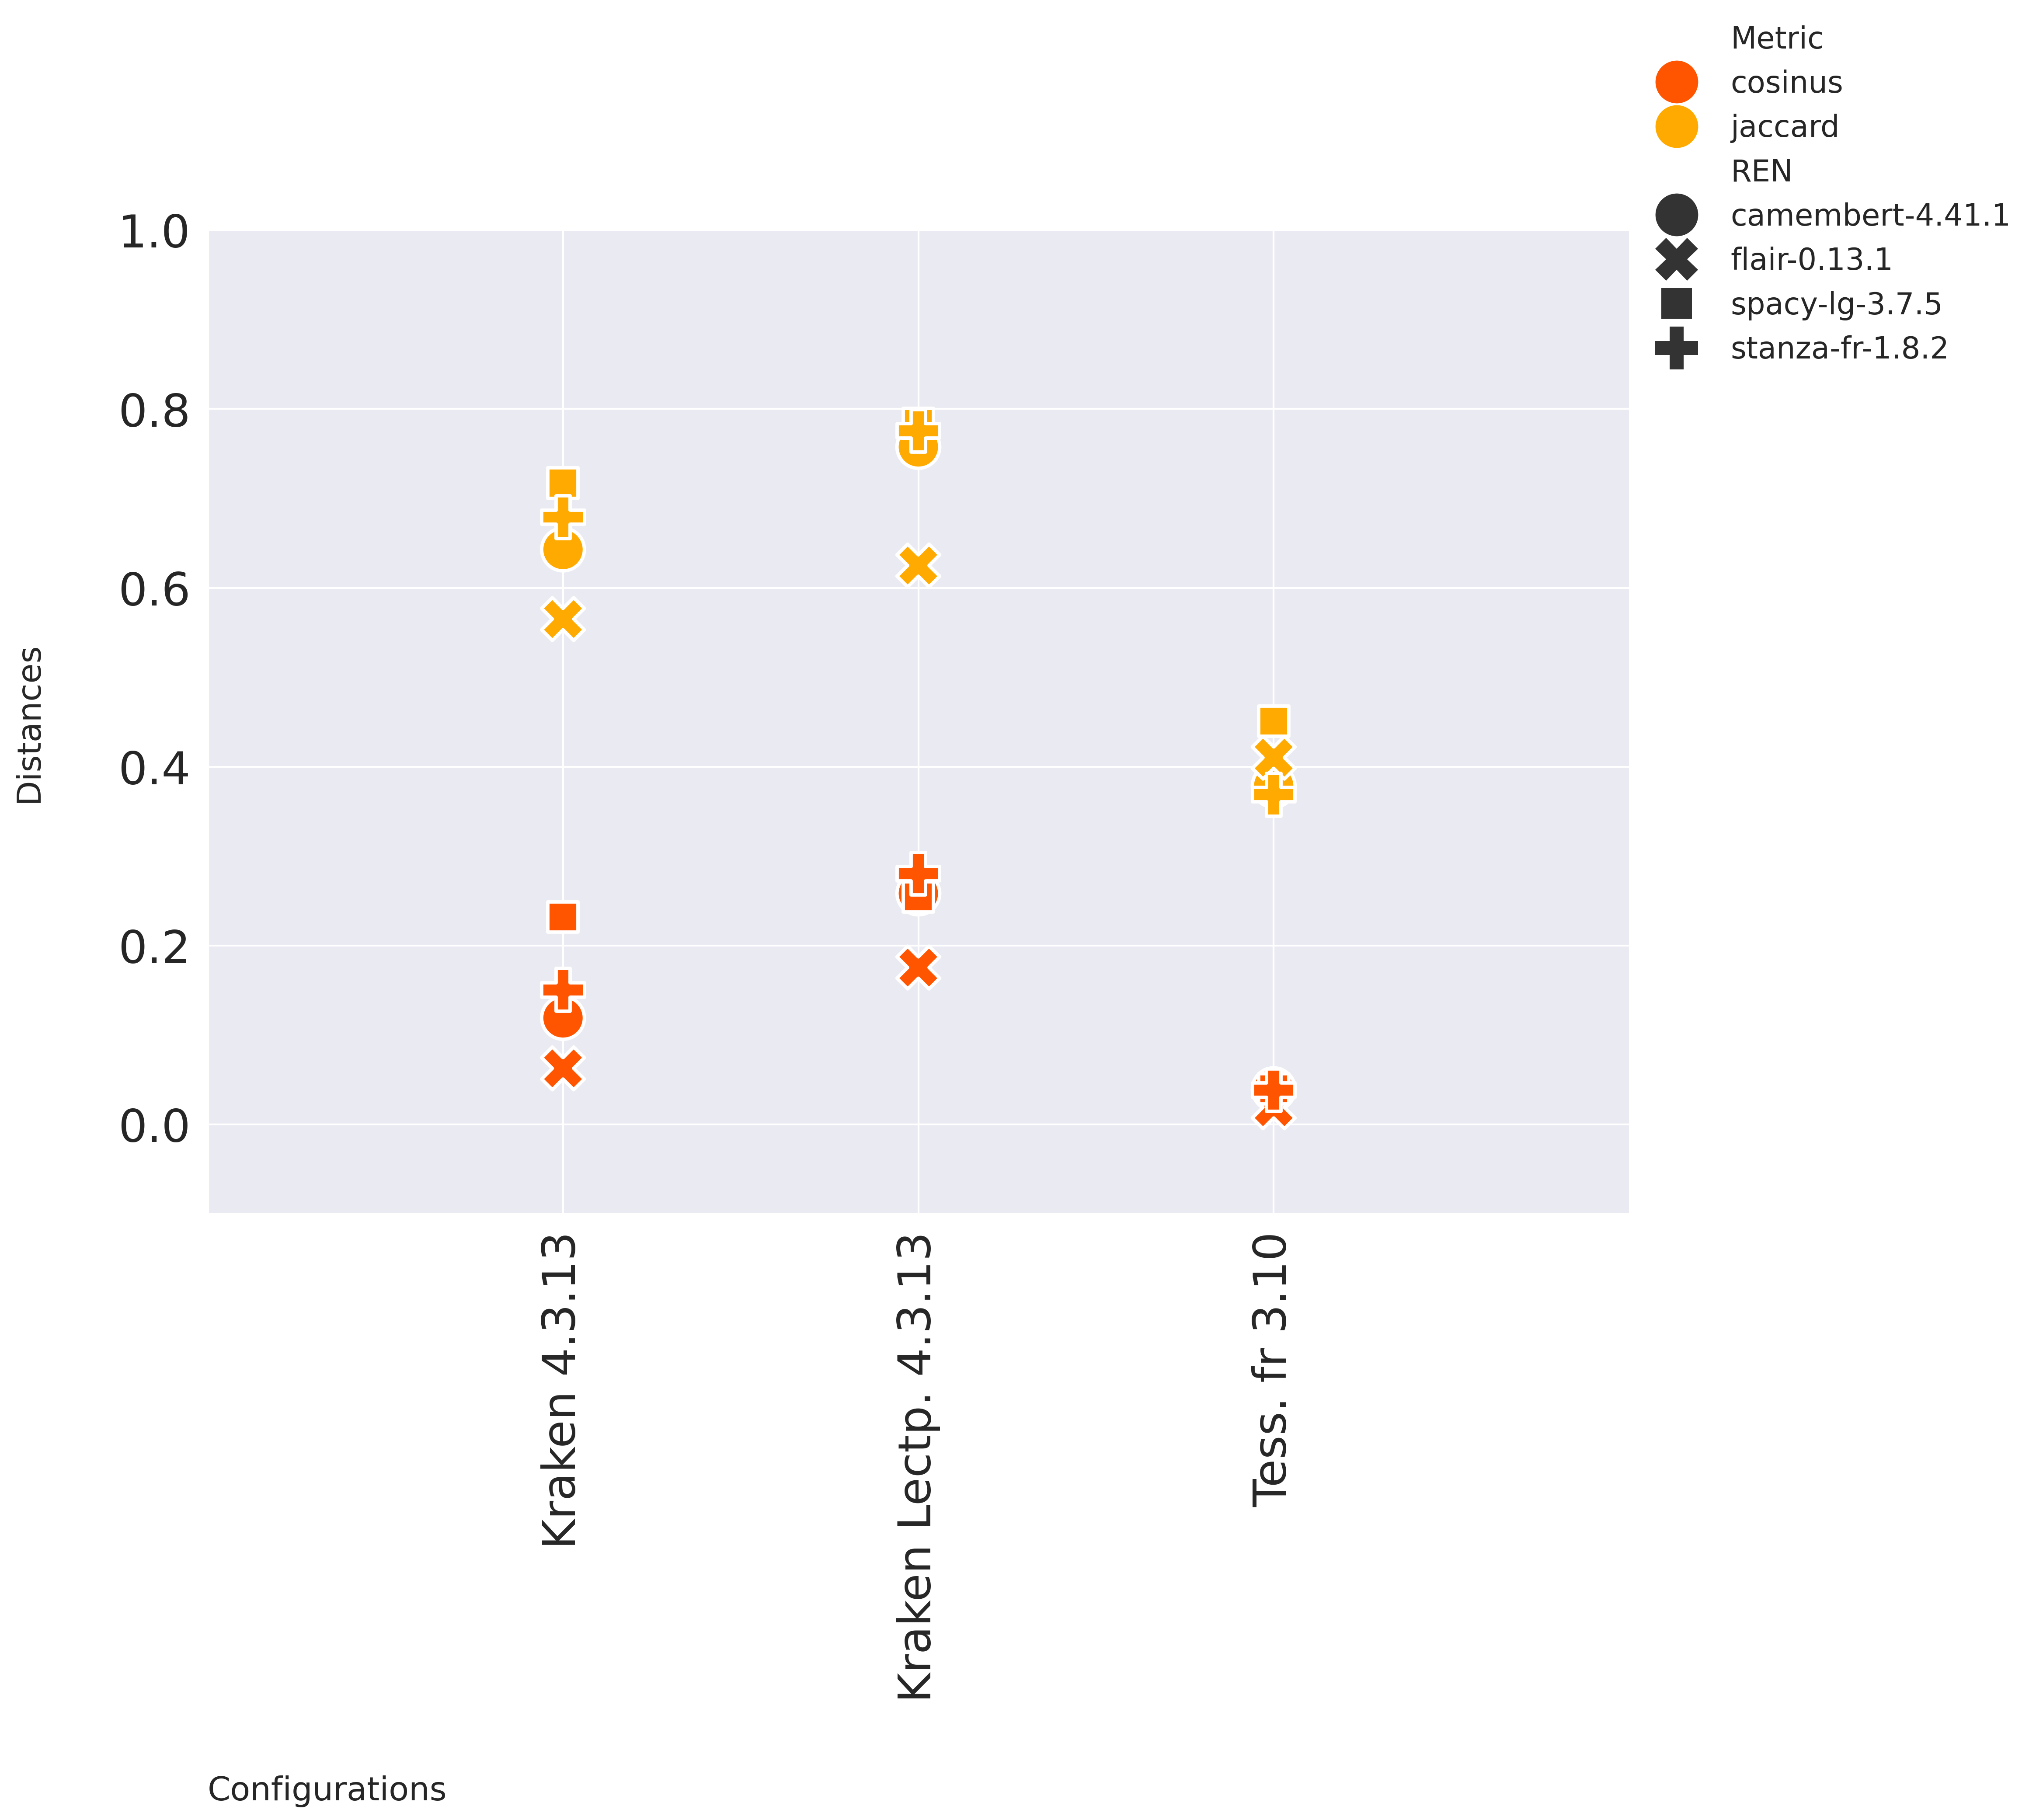 Metric
cosinus
jaccard
REN
camembert-4.41.1
flair-0.13.1
spacy-lg-3.7.5
stanza-fr-1.8.2
1.0
0.8
0.6
0.4
0.2
0.0
Distances
Kraken 4.3.13
Kraken Lectp. 4.3.13
Tess. fr 3.10
Configurations